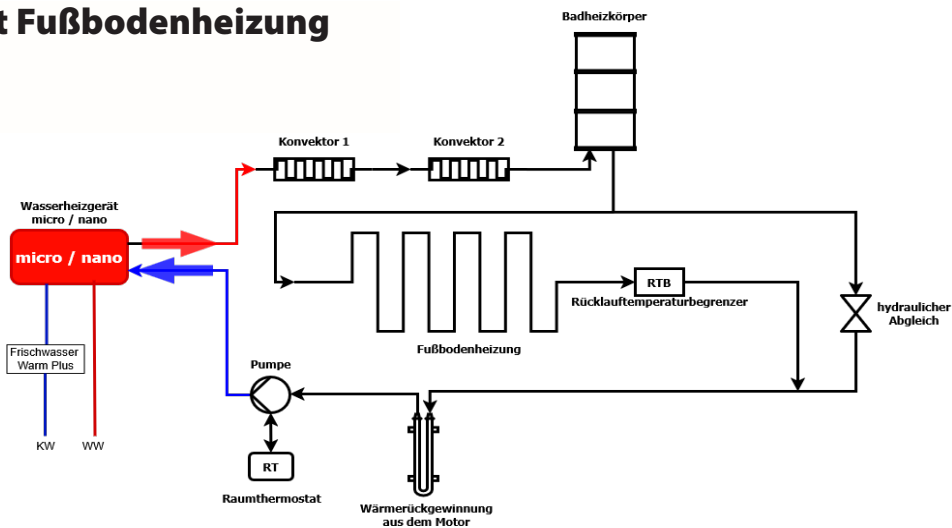 t Fußbodenheizung
Badheizkörper
Konvektor 1
Konvektor 2
Wasserheizgerät
micro / nano
micro / nano
RTB
Rücklauftemperaturbegrenzer
hydraulicher
Abgleich
Fußbodenheizung
Frischwasser
Warm Plus
Pumpe
KW
WW
RT
Raumthermostat
Wärmerückgewinnung
aus dem Motor